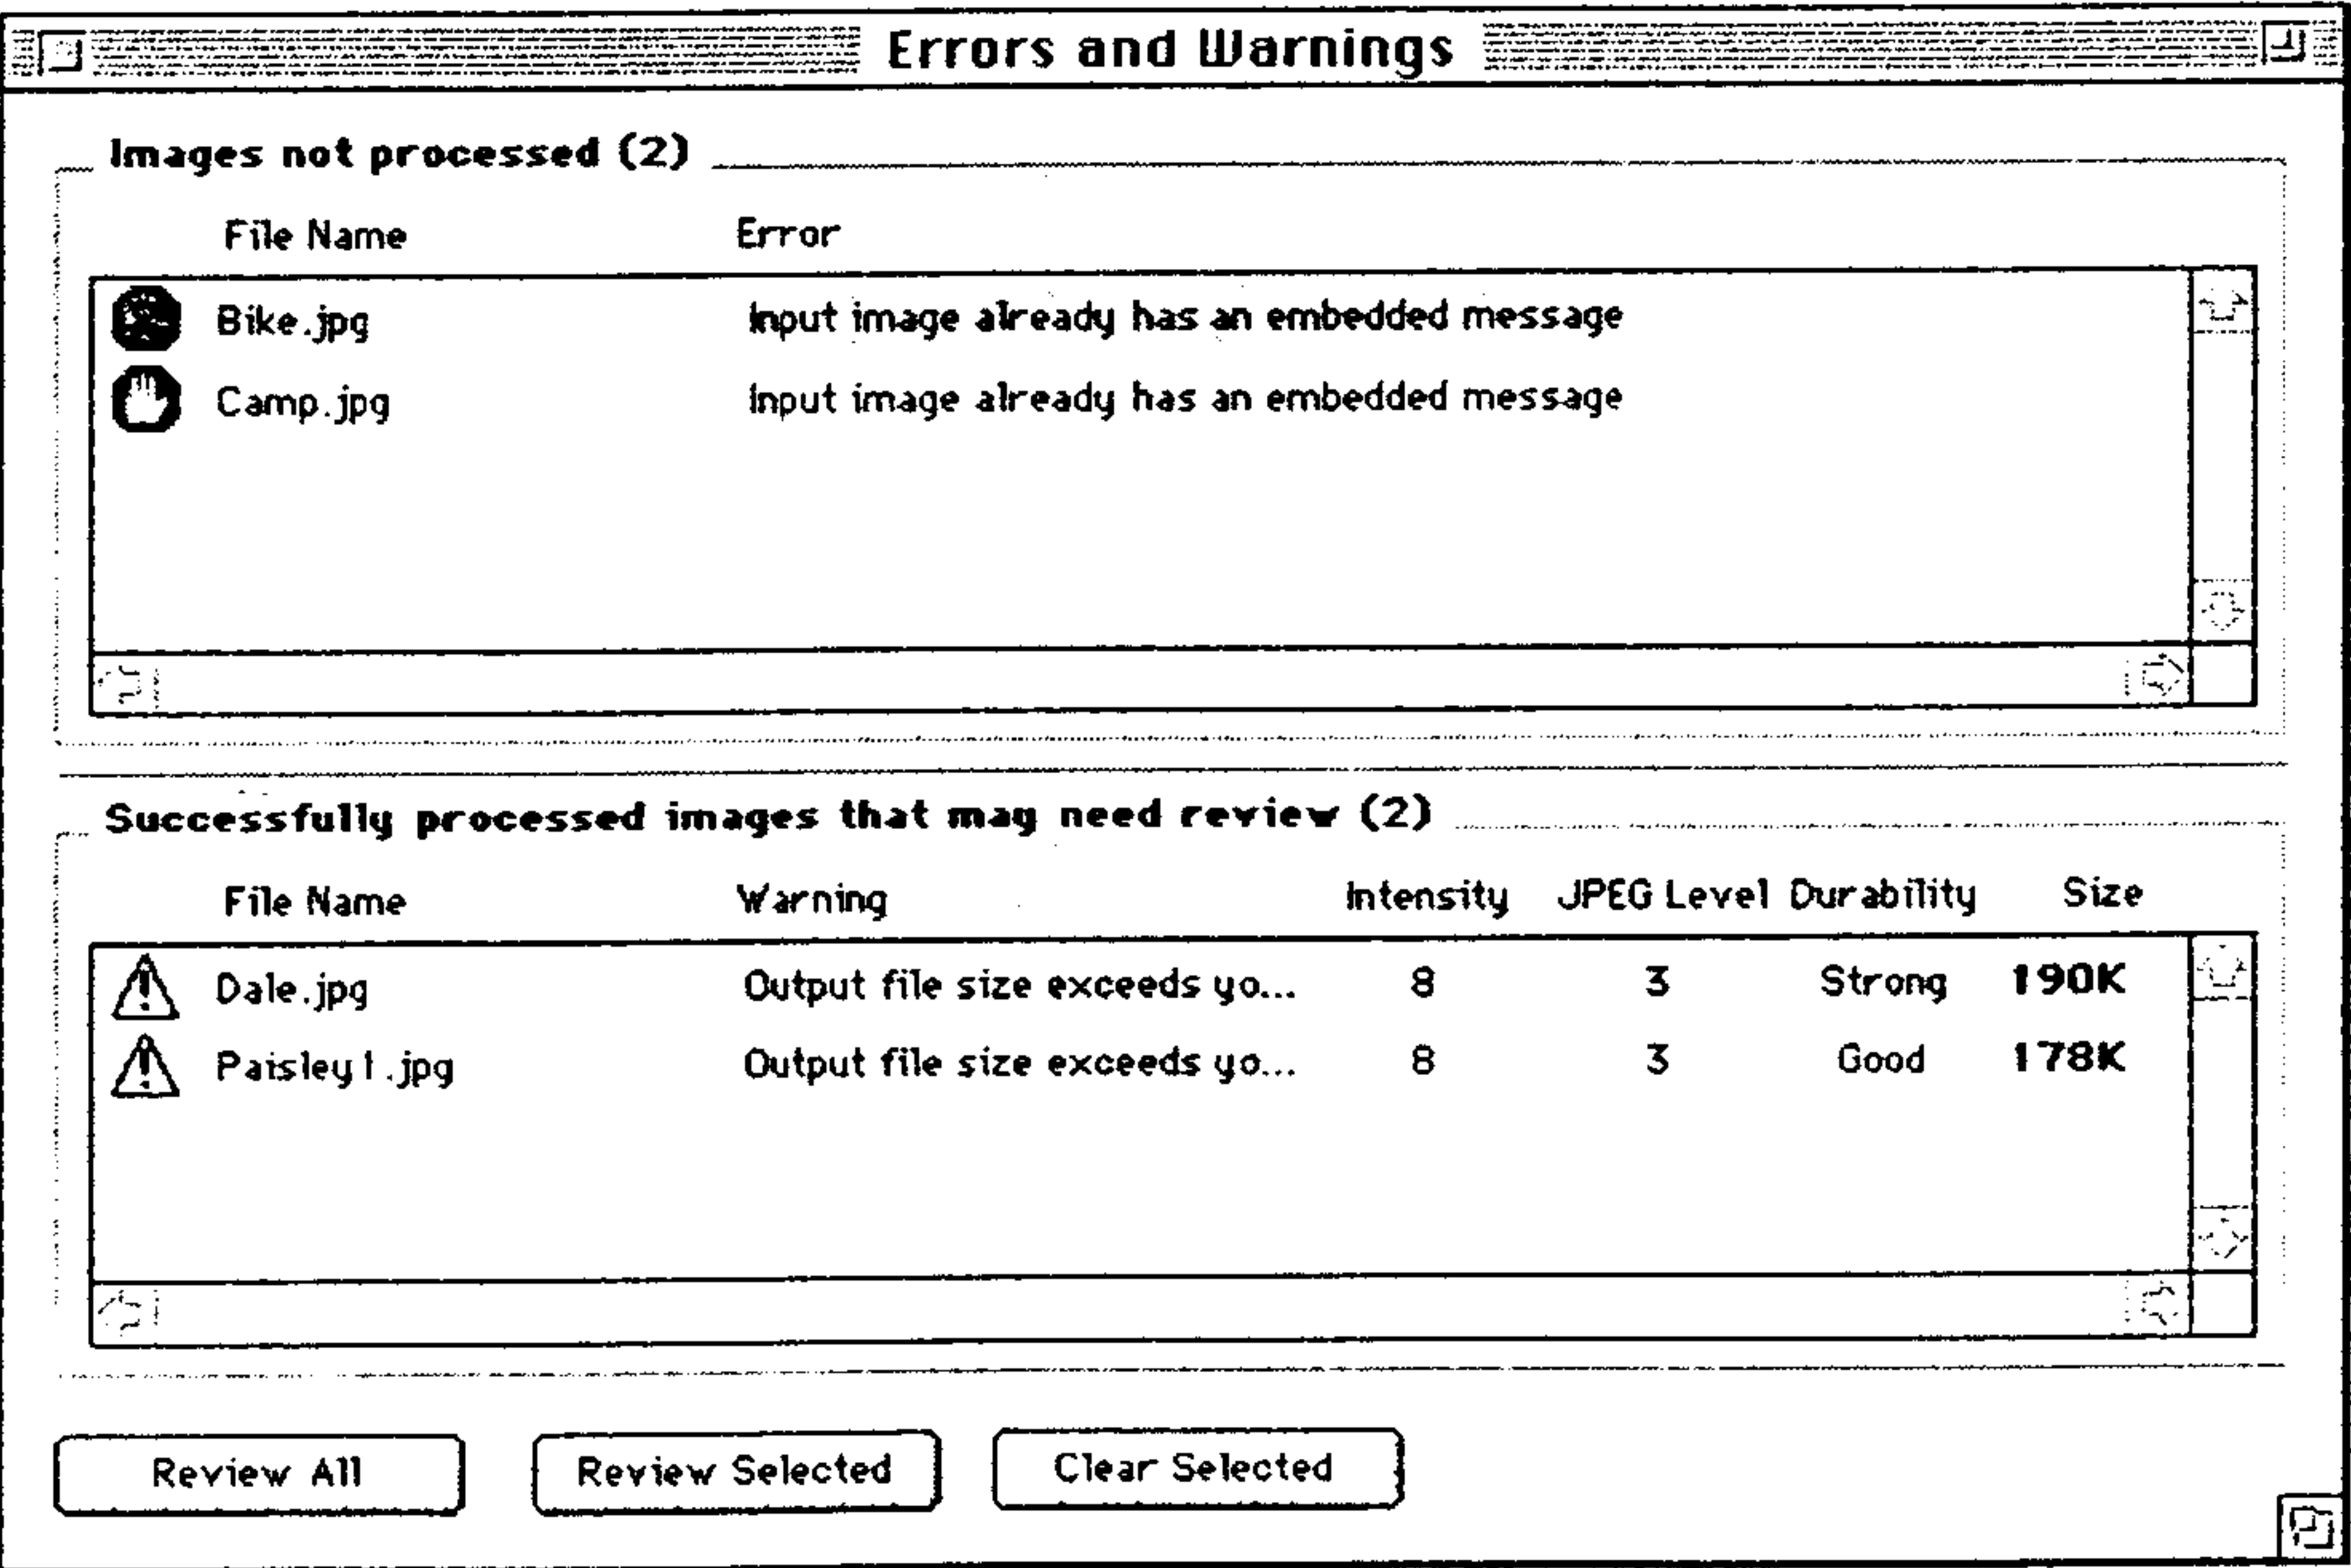 Errors and Warnings
Images not processed (2)
File Name Error
Bike.jpg Input image already has an embedded message
Camp.jpg Input image already has an embedded message
Successfully processed images that may need review (2)
File Name Warning Intensity JPEG Level Durability Size
Dale.jpg Output file size exceeds yo... 8 3 Strong 190K
Paisley1.jpg Output file size exceeds yo... 8 3 Good 178K
Review All Review Selected Clear Selected